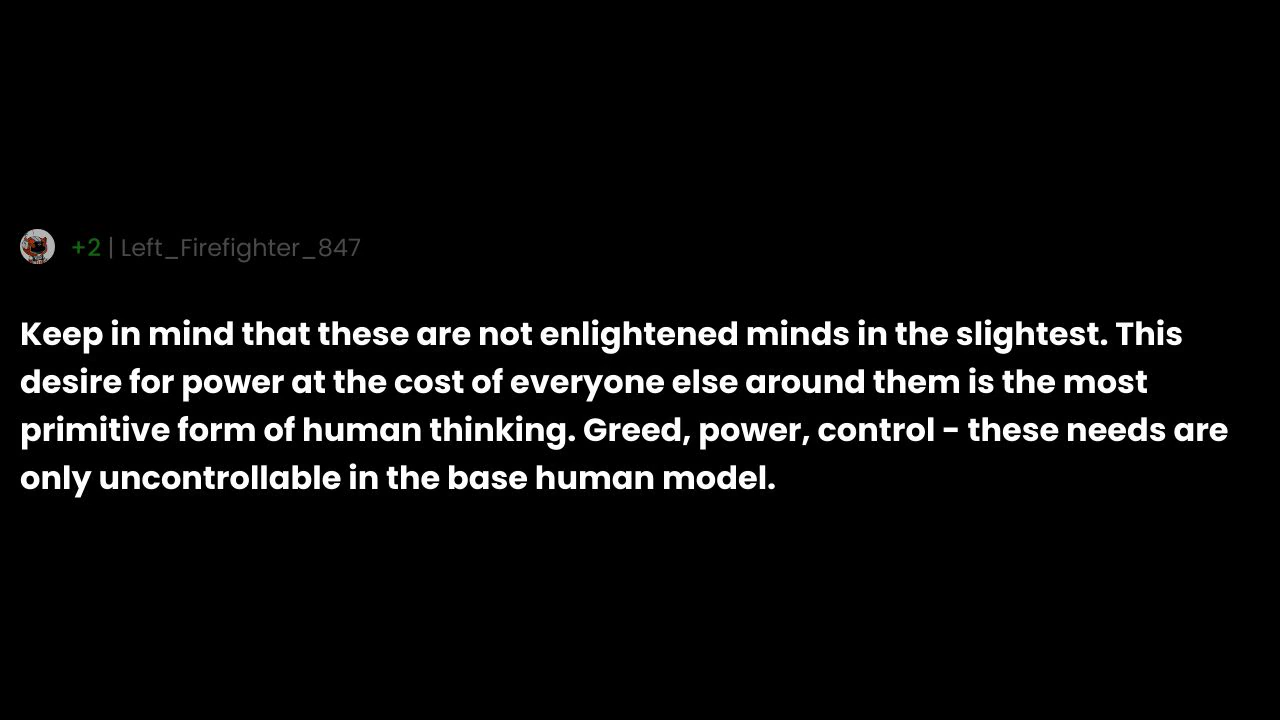 +2 | Left_Firefighter_847
Keep in mind that these are not enlightened minds in the slightest. This
desire for power at the cost of everyone else around them is the most
primitive form of human thinking. Greed, power, control - these needs are
only uncontrollable in the base human model.